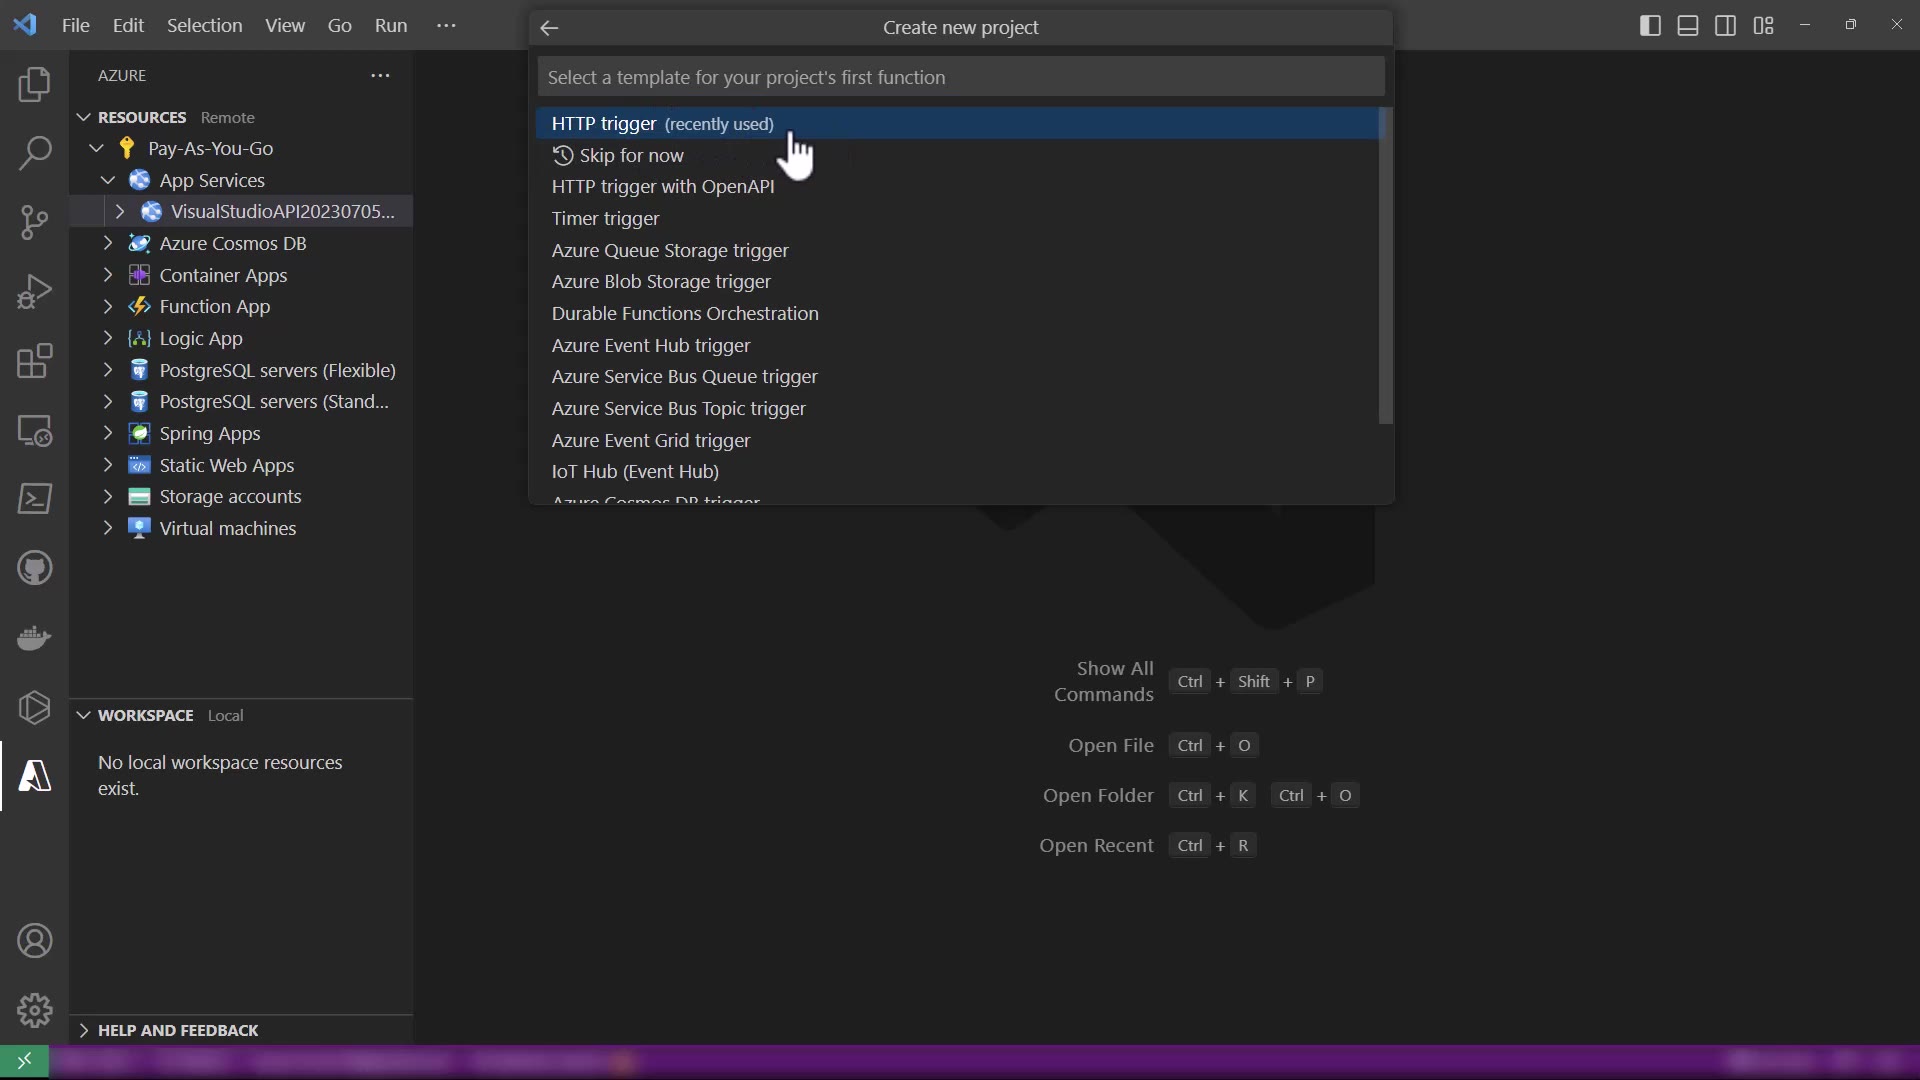 File Edit Selection View Go Run ···
Create new project
Select a template for your project's first function
HTTP trigger (recently used)
Skip for now
HTTP trigger with OpenAPI
Timer trigger
Azure Queue Storage trigger
Azure Blob Storage trigger
Durable Functions Orchestration
Azure Event Hub trigger
Azure Service Bus Queue trigger
Azure Service Bus Topic trigger
Azure Event Grid trigger
IoT Hub (Event Hub)
Azure Cosmos DB trigger
AZURE ···
RESOURCES Remote
Pay-As-You-Go
App Services
VisualStudioAPI20230705...
Azure Cosmos DB
Container Apps
Function App
Logic App
PostgreSQL servers (Flexible)
PostgreSQL servers (Stand...
Spring Apps
Static Web Apps
Storage accounts
Virtual machines
WORKSPACE Local
No local workspace resources
exist.
HELP AND FEEDBACK
Show All
Commands
Ctrl + Shift + P
Open File Ctrl + O
Open Folder Ctrl + K Ctrl + O
Open Recent Ctrl + R